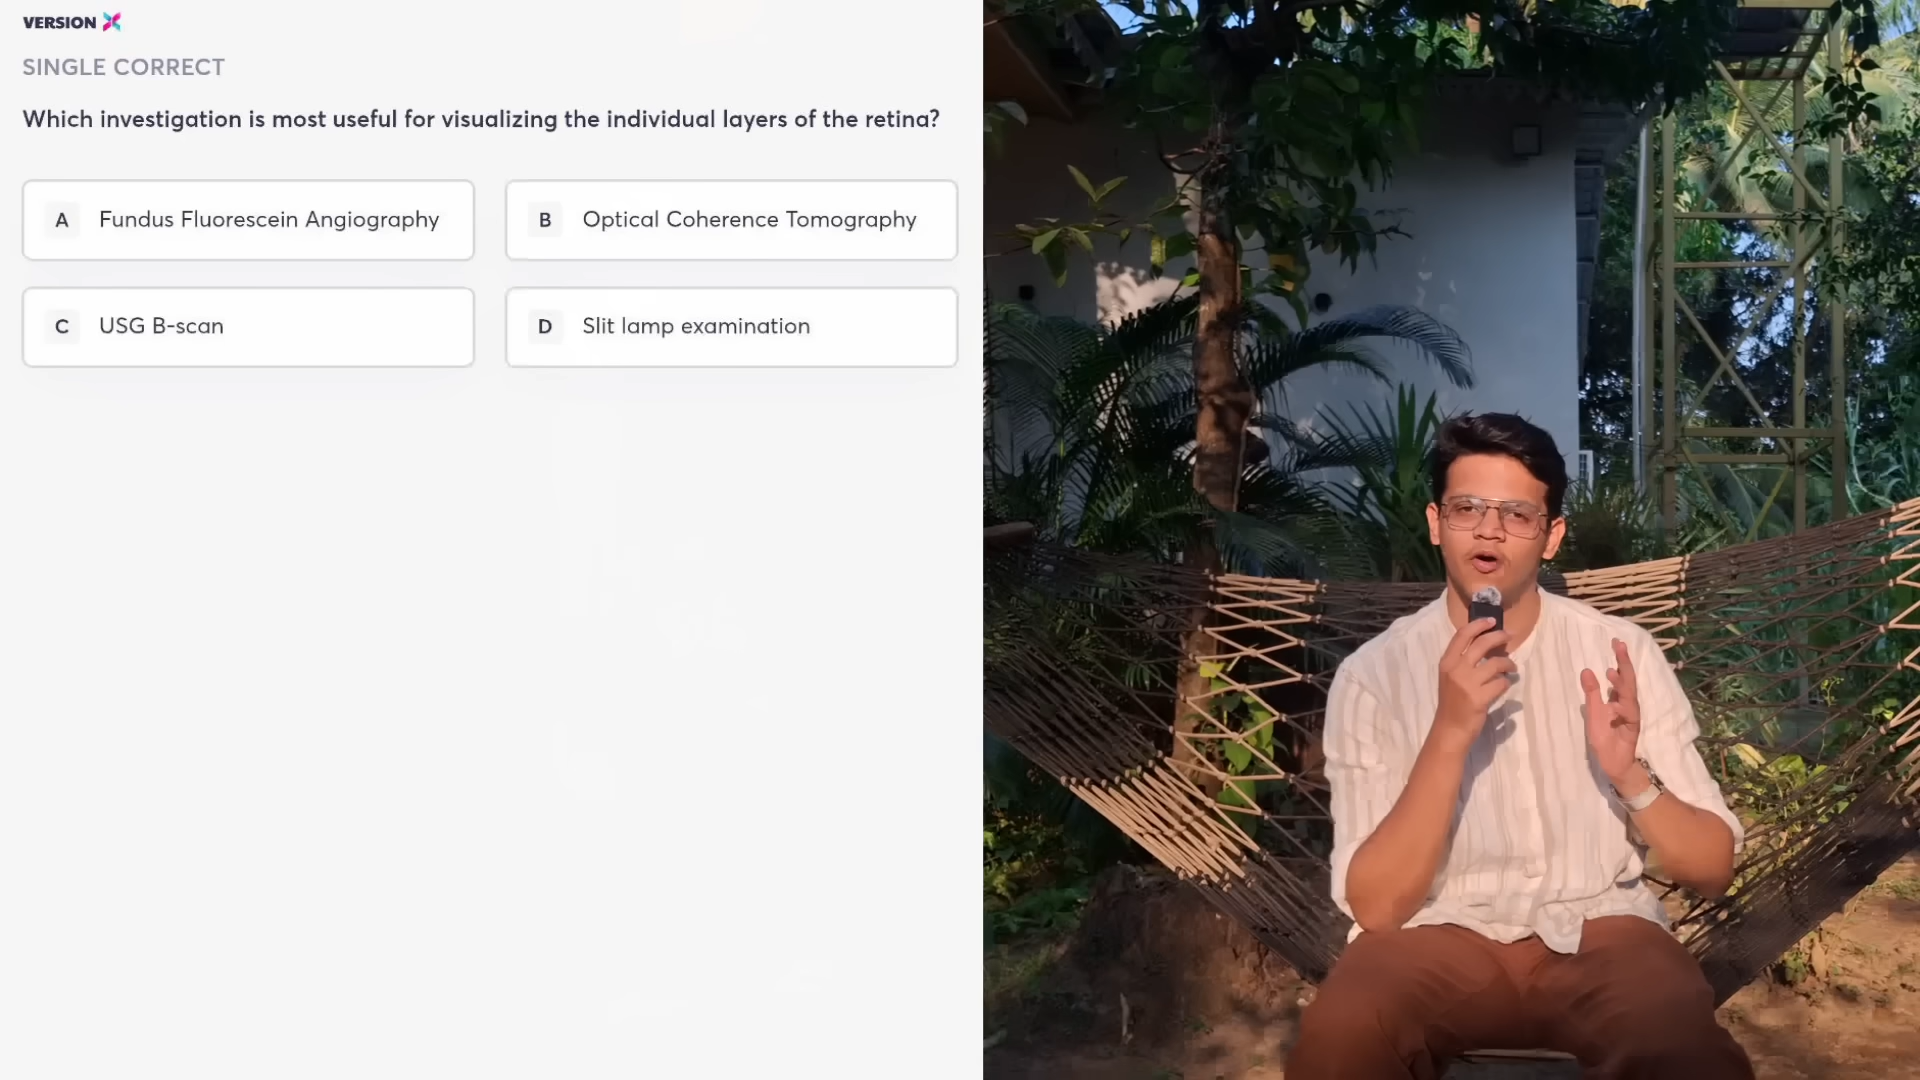 VERSION X
SINGLE CORRECT
Which investigation is most useful for visualizing the individual layers of the retina?
A Fundus Fluorescein Angiography
B Optical Coherence Tomography
C USG B-scan
D Slit lamp examination